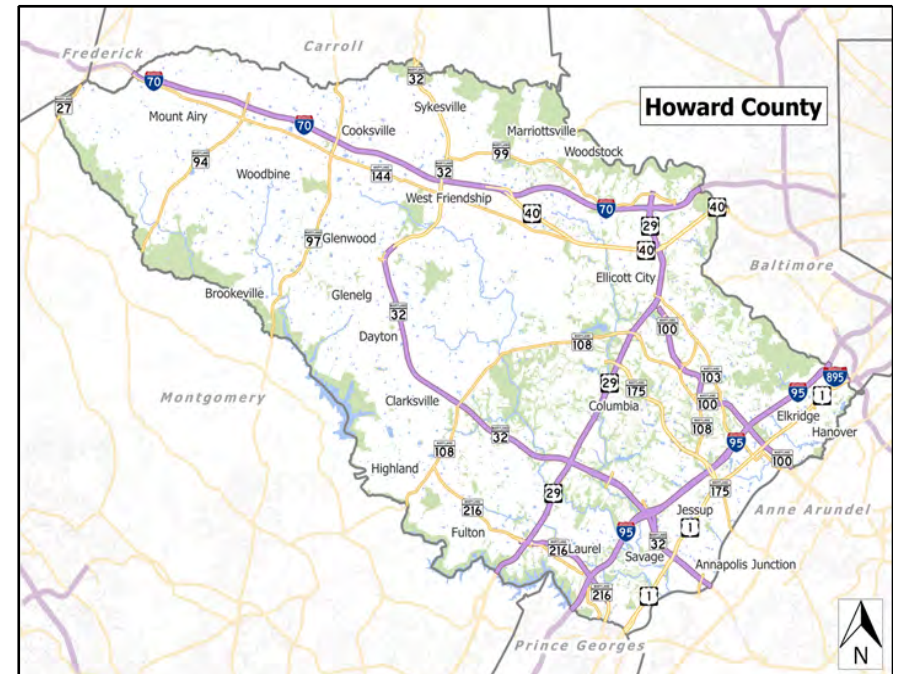 Frederick
Carroll
32
70
27
Howard County
Sykesville
Mount Airy
70
Cooksville
Marriottsville
94
99
Woodstock
Woodbine
144
32
West Friendship
70
40
40
29
97
Glenwood
40
Baltimore
Ellicott City
Brookeville
Glenelg
32
Dayton
100
108
29
175
103
895
95
1
Montgomery
Clarksville
Columbia
100
Elkridge
108
Hanover
32
95
108
100
Highland
29
175
216
Jessup
Anne Arundel
Fulton
95
1
216
Laurel
32
Savage
Annapolis Junction
216
1
Prince Georges
N